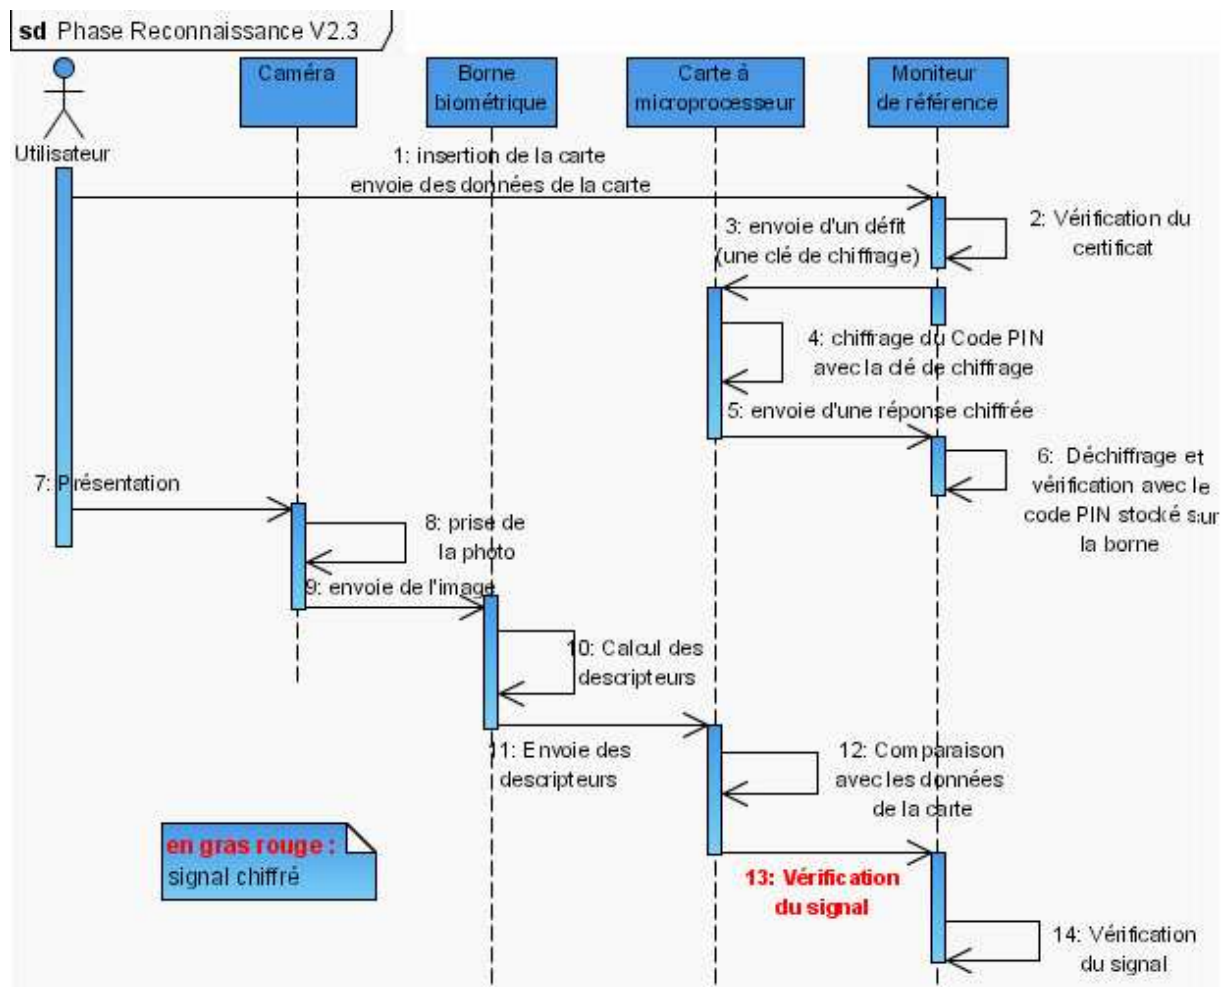 sd Phase Reconnaissance V2.3
Utilisateur
Caméra
Borne
biométrique
Carte à
microprocesseur
Moniteur
de référence
1: insertion de la carte
envoie des données de la carte
2: Vérification du
certificat
3: envoie d'un défit
(une clé de chiffrage)
4: chiffrage du Code PIN
avec la clé de chiffrage
5: envoie d'une réponse chiffrée
6: Déchiffrage et
vérification avec le
code PIN stocké sur
la borne
7: Présentation
8: prise de
la photo
9: envoie de l'image
10: Calcul des
descripteurs
11: Envoie des
descripteurs
12: Comparaison
avec les données
de la carte
en gras rouge :
signal chiffré
13: Vérification
du signal
14: Vérification
du signal